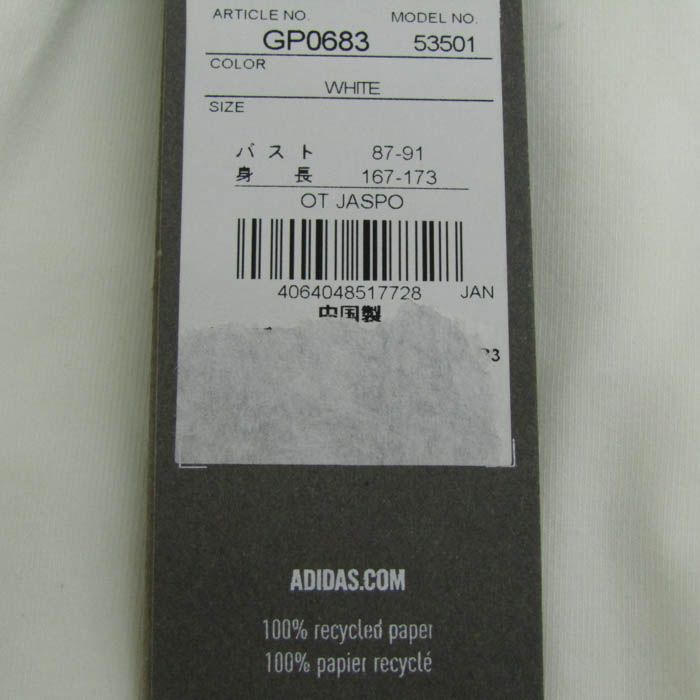 ARTICLE NO. MODEL NO.
GP0683 53501
COLOR
WHITE
SIZE
バスト 87-91
身長 167-173
OT JASPO
4064048517728 JAN
中国製
ADIDAS.COM
100% recycled paper
100% papier recyclé